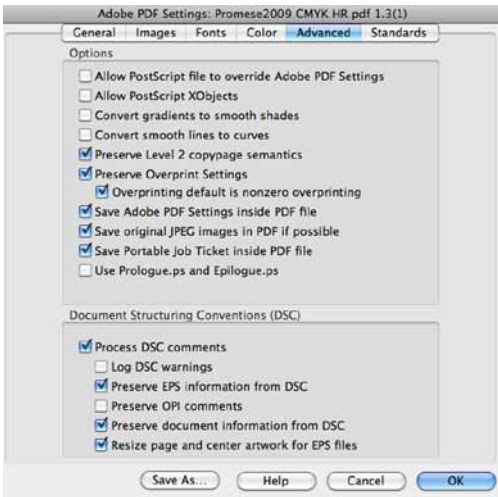 Adobe PDF Settings: Promese2009 CMYK HR pdf 1.3(1)
General Images Fonts Color Advanced Standards
Options
Allow PostScript file to override Adobe PDF Settings
Allow PostScript XObjects
Convert gradients to smooth shades
Convert smooth lines to curves
Preserve Level 2 copypage semantics
Preserve Overprint Settings
Overprinting default is nonzero overprinting
Save Adobe PDF Settings inside PDF file
Save original JPEG images in PDF if possible
Save Portable Job Ticket inside PDF file
Use Prologue.ps and Epilogue.ps
Document Structuring Conventions (DSC)
Process DSC comments
Log DSC warnings
Preserve EPS information from DSC
Preserve OPI comments
Preserve document information from DSC
Resize page and center artwork for EPS files
Save As... Help Cancel OK